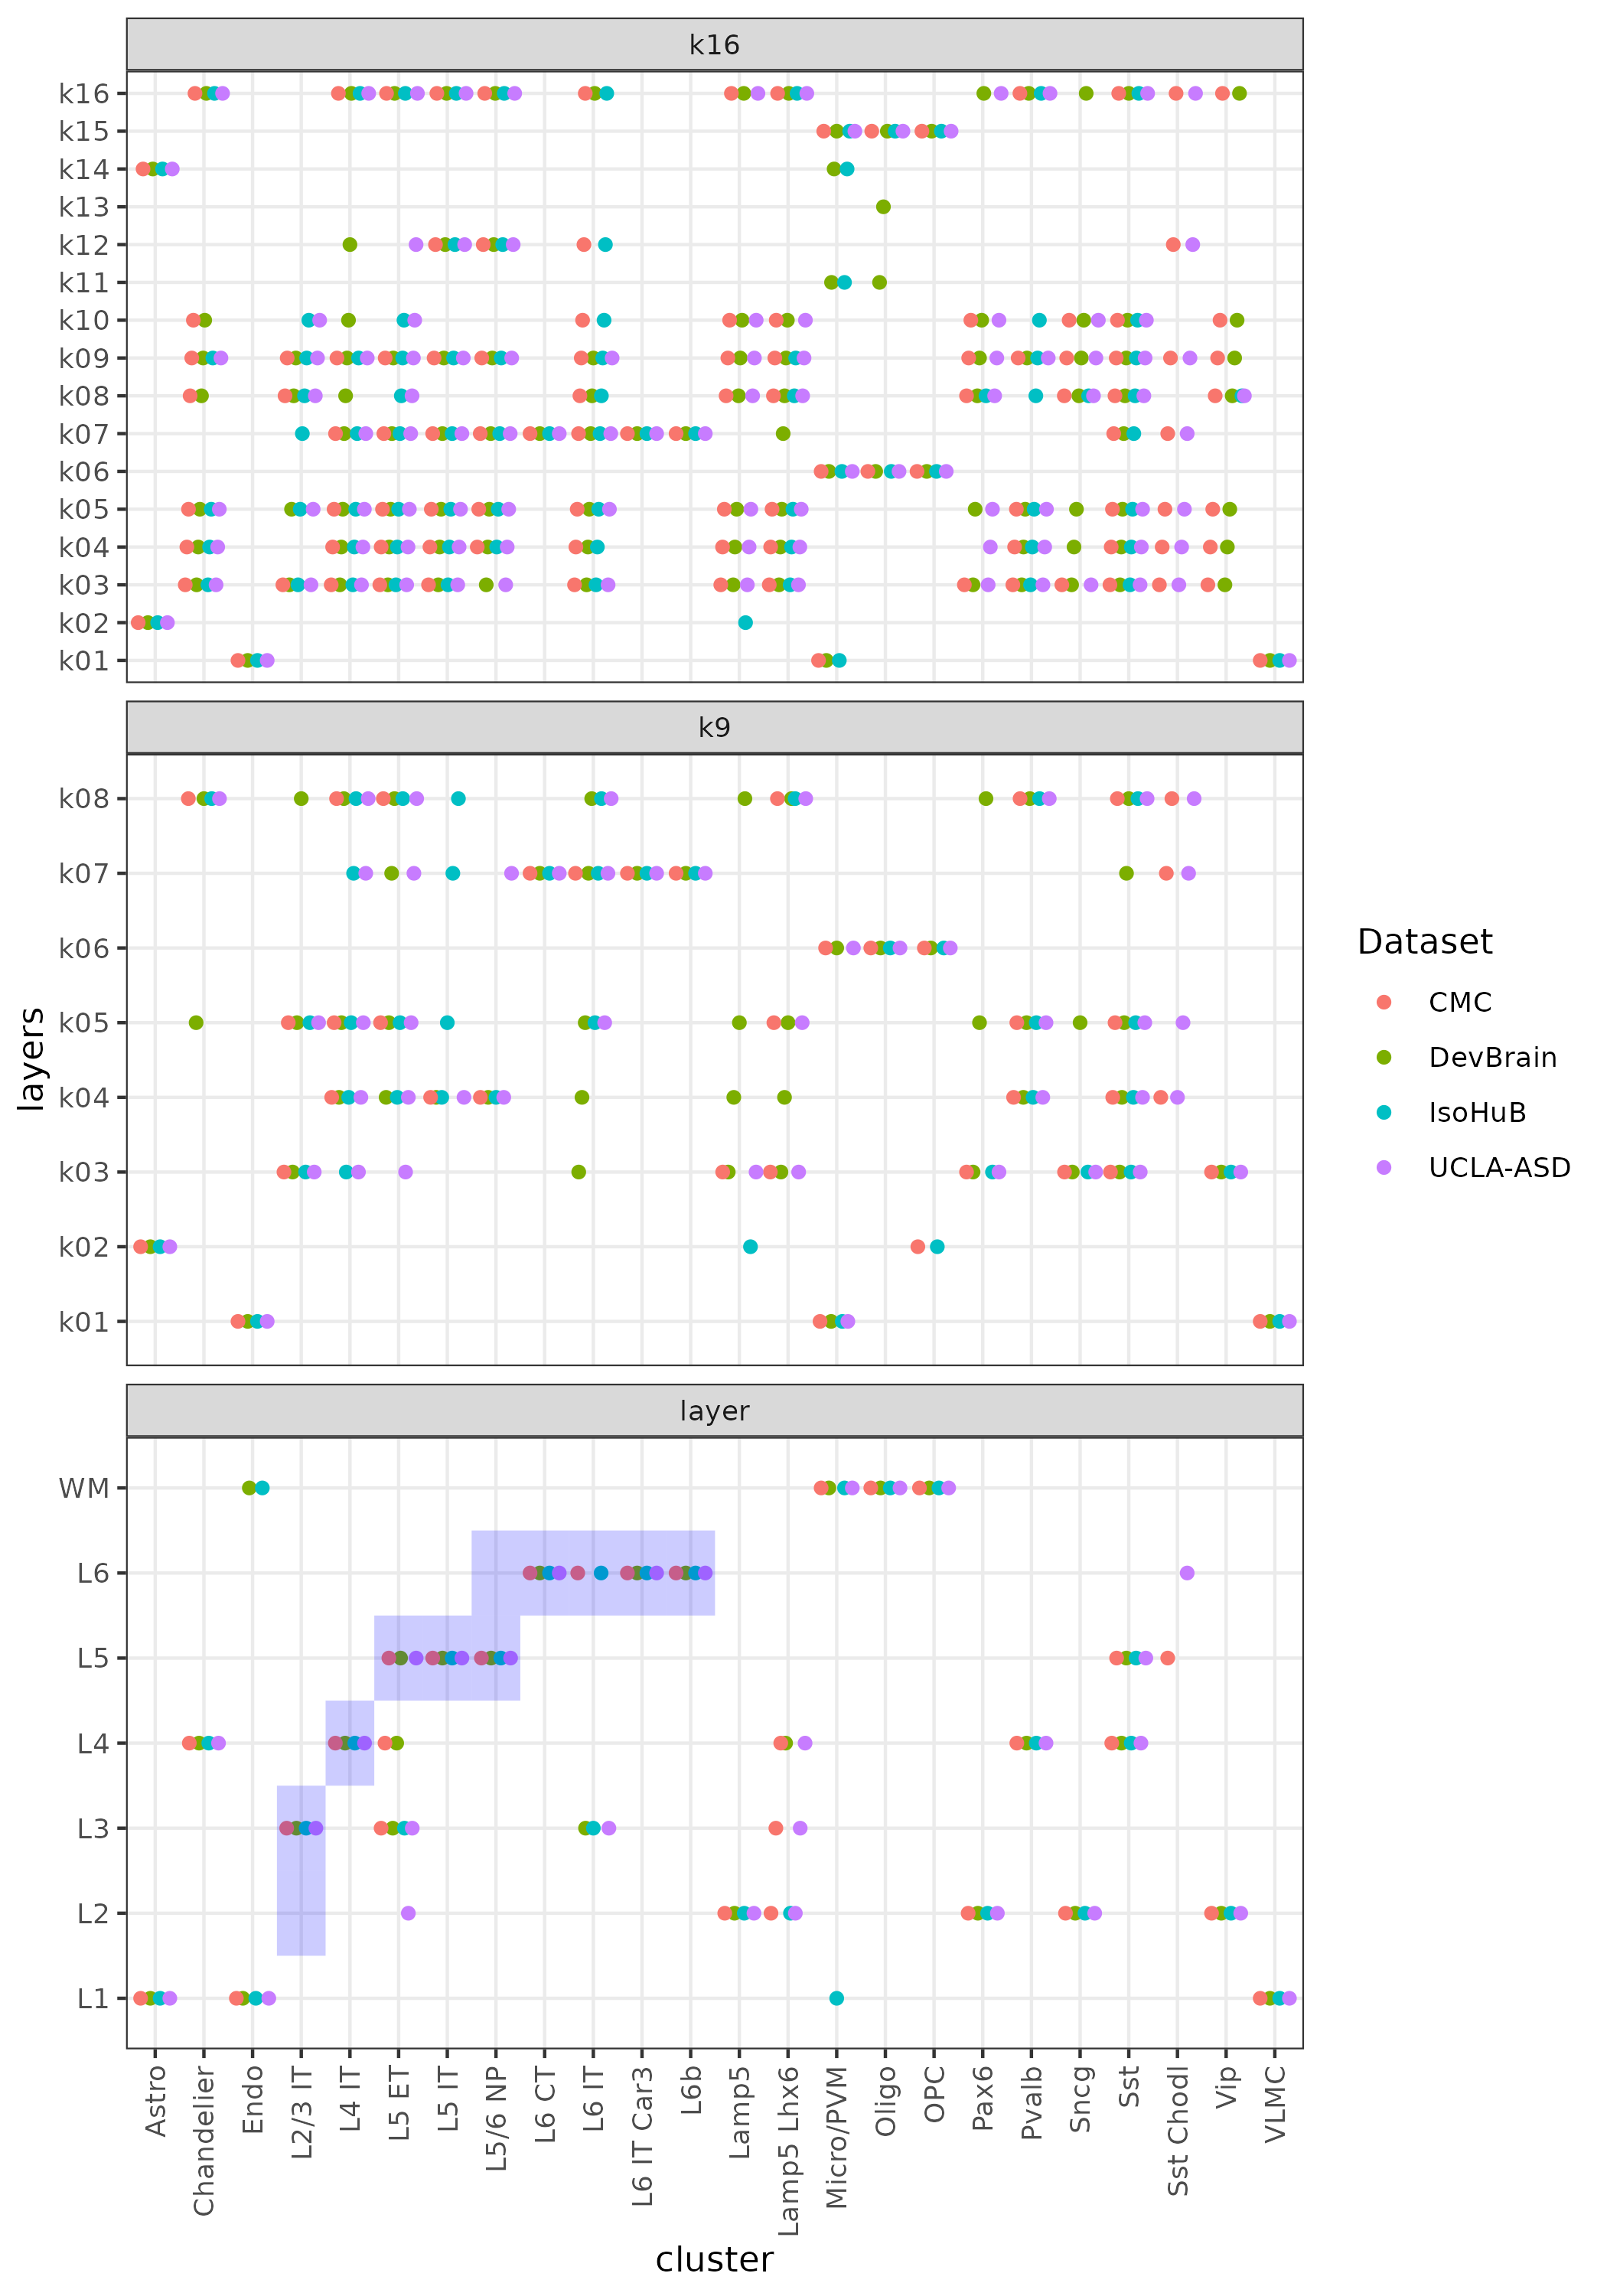 k16
k16
k15
k14
k13
k12
k11
k10
k09
k08
k07
k06
k05
k04
k03
k02
k01
k9
k08
k07
k06
k05
k04
k03
k02
k01
layers
layer
WM
L6
L5
L4
L3
L2
L1
Astro
Chandelier
Endo
L2/3 IT
L4 IT
L5 ET
L5 IT
L5/6 NP
L6 CT
L6 IT
L6 IT Car3
L6b
Lamp5
Lamp5 Lhx6
Micro/PVM
Oligo
OPC
Pax6
Pvalb
Sncg
Sst
Sst Chodl
Vip
VLMC
cluster
Dataset
CMC
DevBrain
IsoHuB
UCLA-ASD